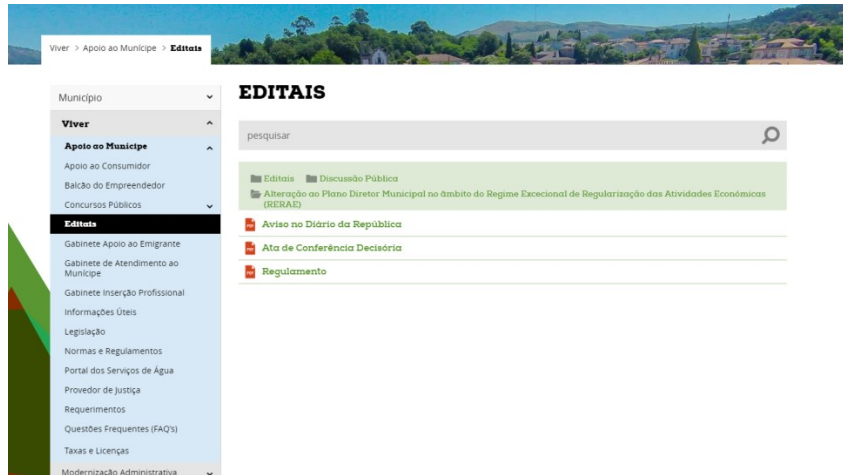 Viver > Apoio ao Munícipe > Editais
Município
Viver
Apoio ao Munícipe
Apoio ao Consumidor
Balcão do Empreendedor
Concursos Públicos
Editais
Gabinete Apoio ao Emigrante
Gabinete de Atendimento ao
Munícipe
Gabinete Inserção Profissional
Informações Úteis
Legislação
Normas e Regulamentos
Portal dos Serviços de Água
Provedor de Justiça
Requerimentos
Questões Frequentes (FAQ's)
Taxas e Licenças
Modernização Administrativa
EDITAIS
pesquisar
Editais Discussão Pública
Alteração ao Plano Diretor Municipal no âmbito do Regime Excecional de Regularização das Atividades Económicas
(RERAE)
PDF Aviso no Diário da República
PDF Ata de Conferência Decisória
PDF Regulamento